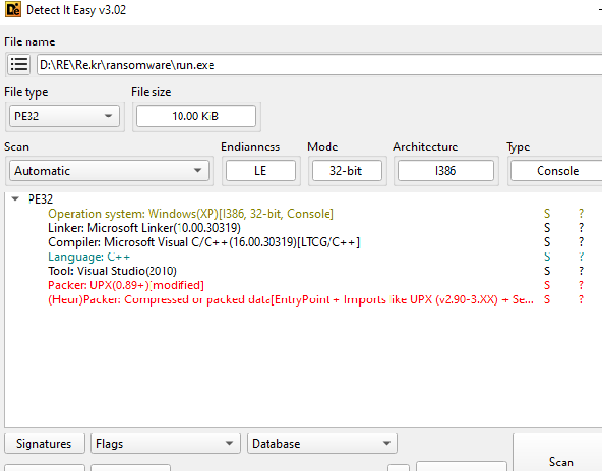 Detect It Easy v3.02
File name
D:\RE\Re.kr\ransomware\run.exe
File type File size
PE32 10.00 KiB
Scan Endianness Mode Architecture Type
Automatic LE 32-bit I386 Console
PE32
Operation system: Windows(XP)[I386, 32-bit, Console] S ?
Linker: Microsoft Linker(10.00.30319) S ?
Compiler: Microsoft Visual C/C++(16.00.30319)[LTCG/C++] S ?
Language: C++ S ?
Tool: Visual Studio(2010) S ?
Packer: UPX(0.89+)[modified] S ?
(Heur)Packer: Compressed or packed data[EntryPoint + Imports like UPX (v2.90-3.XX) + Se... S ?
Signatures Flags Database
Scan